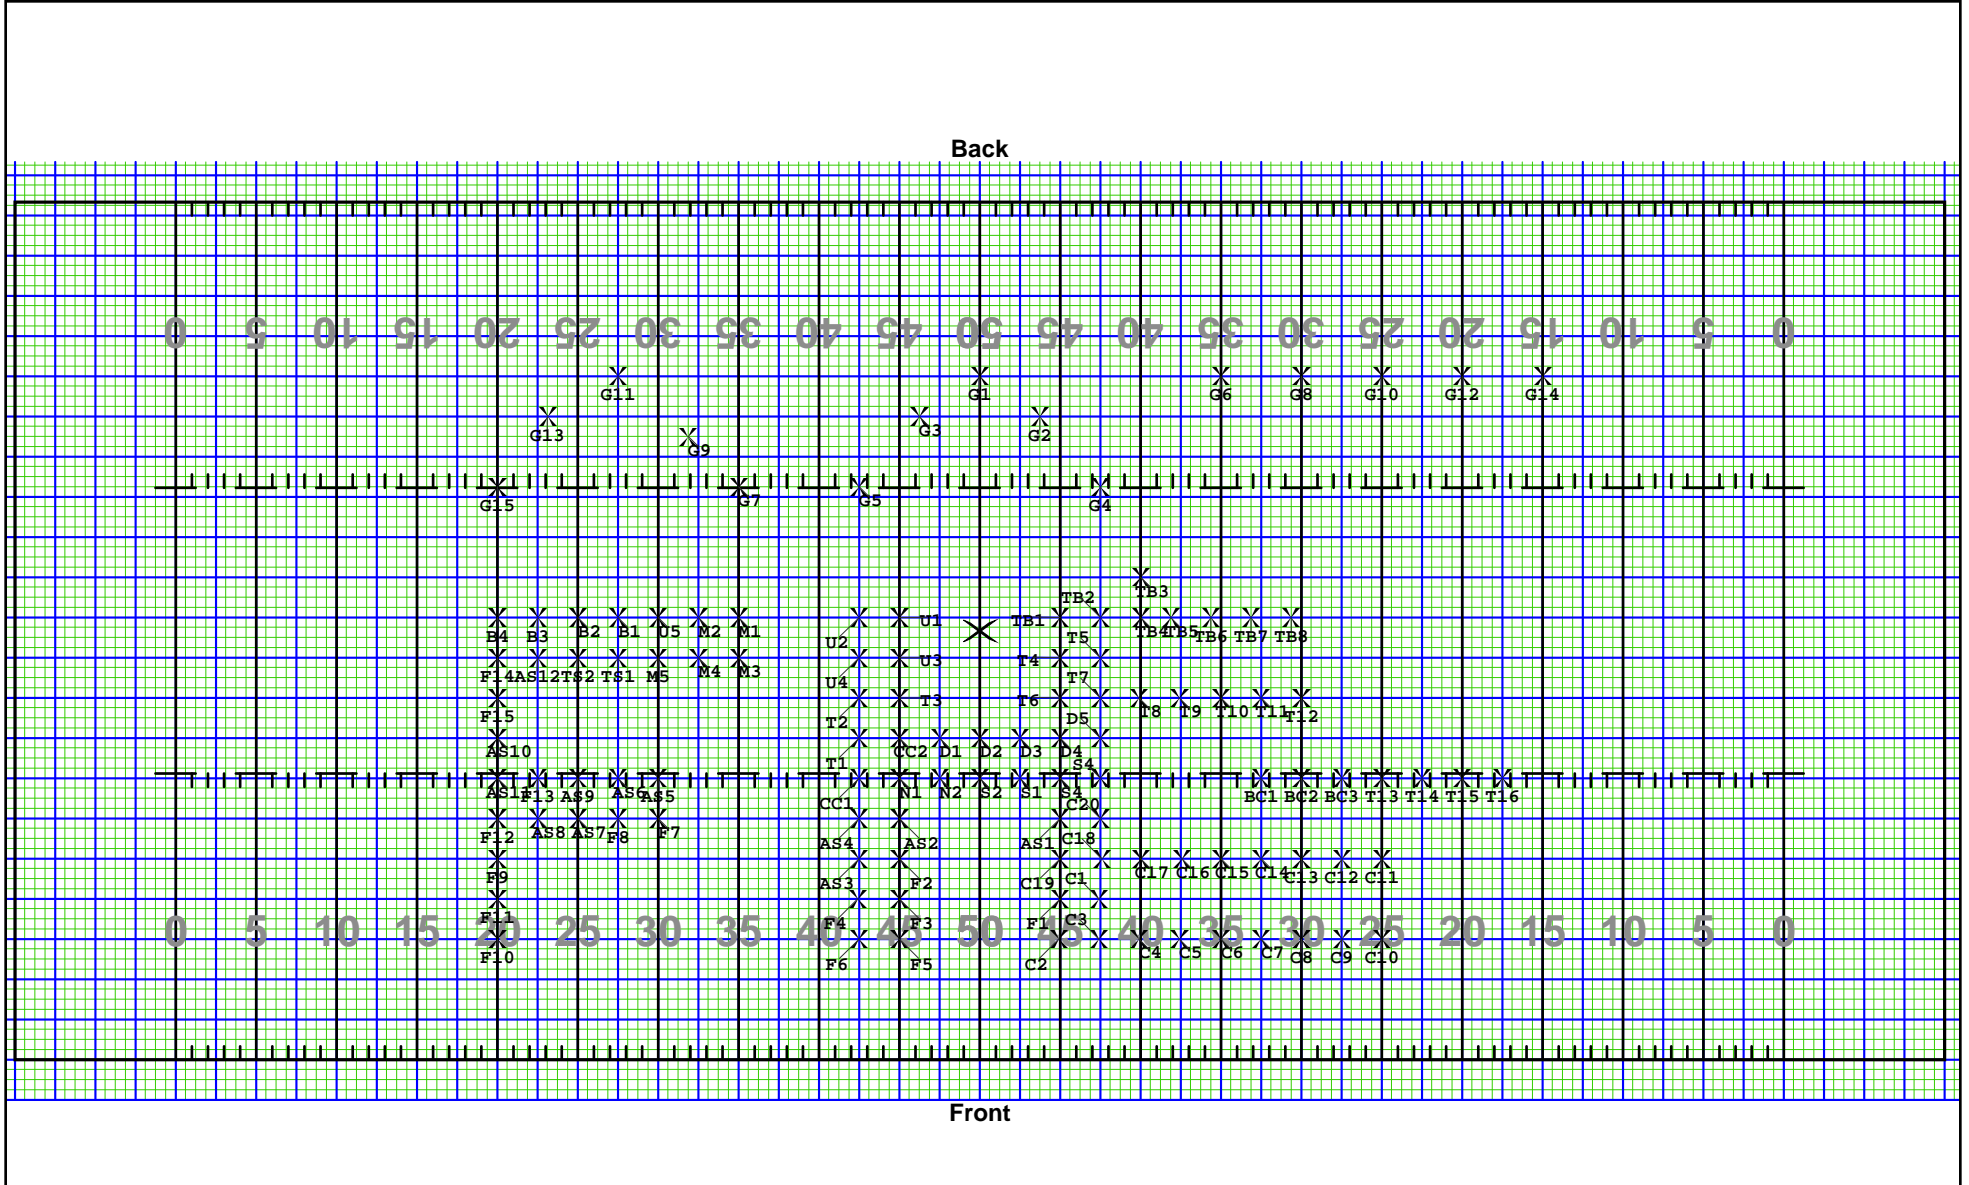 Back
0 5 10 15 20 25 30 35 40 45 50 45 40 35 30 25 20 15 10 5 0
G11 G1 G6 G8 G10 G12 G14
G13 G3 G2
G9
G15 G7 G5 G4
TB3
TB2
B4 B3 B2 B1 U5 M2 M1 U1 TB1 TB4 TB5 TB6 TB7 TB8
U2 T5
F14 AS12 TS2 TS1 M5 M4 M3 U3 T4
U4 T7
F15 T3 T6 T8 T9 T10 T11 T12
T2 D5
AS10 CC2 D1 D2 D3 D4
T1 S4
AS11 F13 AS9 AS6 AS5 N1 N2 S2 S1 S4 BC1 BC2 BC3 T13 T14 T15 T16
CC1 C20
F12 AS8 AS7 F8 F7
AS4 AS2 AS1 C18
F9 C17 C16 C15 C14 C13 C12 C11
AS3 F2 C19 C1
F11
F4 F3 F1 C3
0 5 10 15 20 25 30 35 40 45 50 45 40 35 30 25 20 15 10 5 0
F10 C4 C5 C6 C7 C8 C9 C10
F6 F5 C2
Front